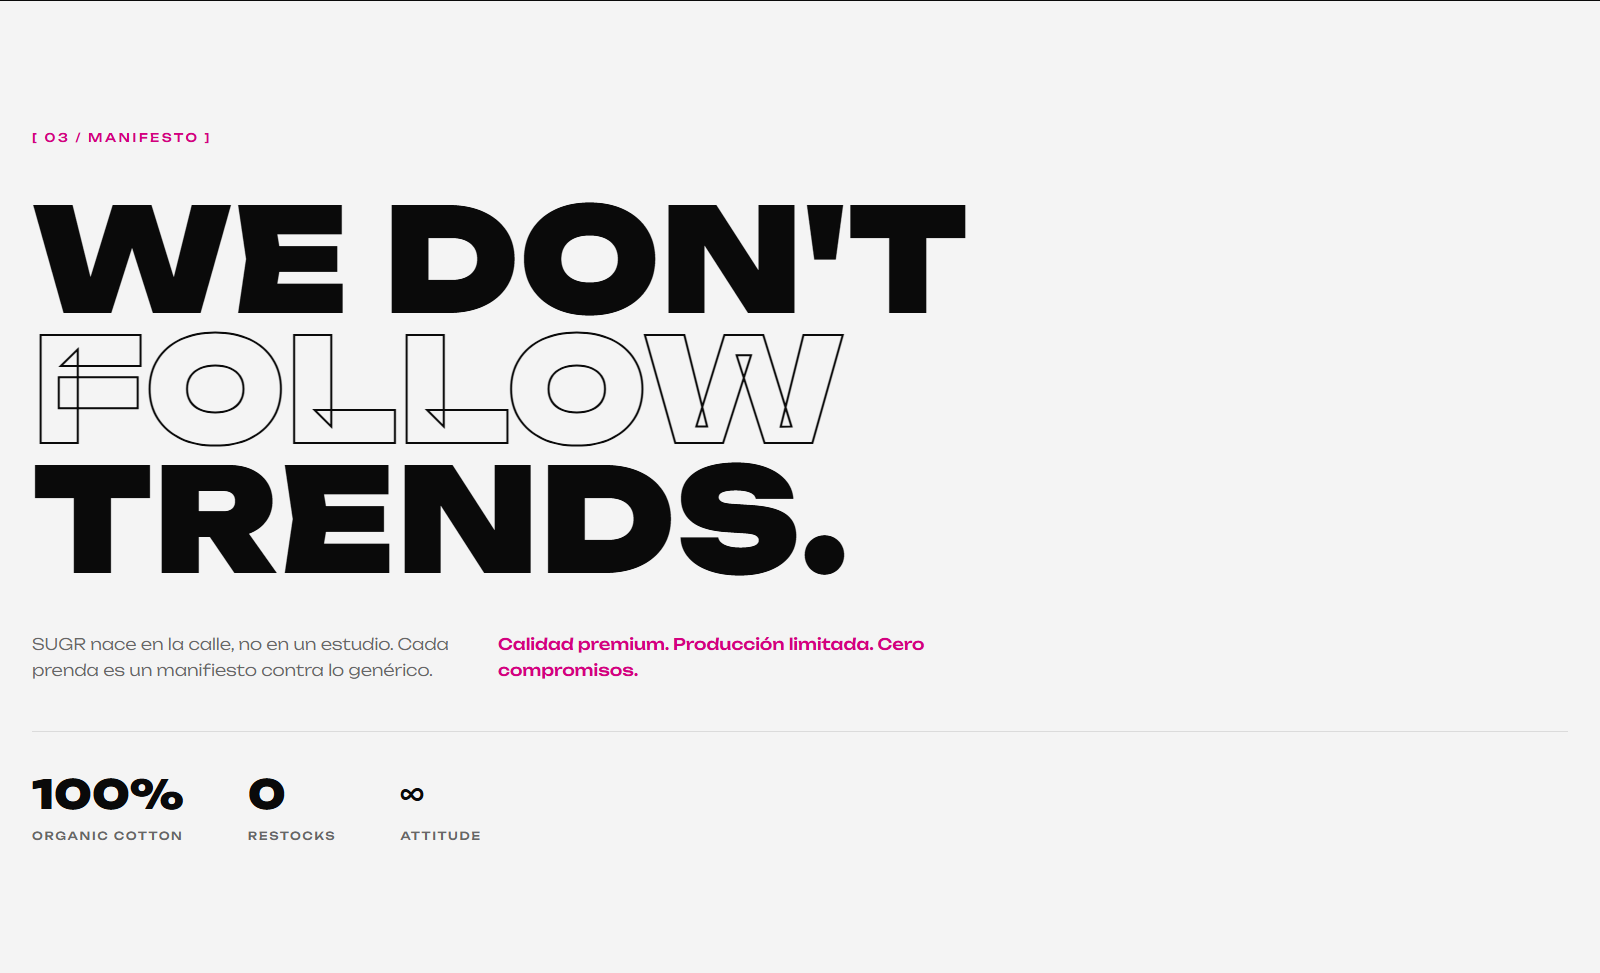 [ 03 / MANIFESTO ]
WE DON'T
FOLLOW
TRENDS.
SUGR nace en la calle, no en un estudio. Cada
prenda es un manifiesto contra lo genérico.
Calidad premium. Producción limitada. Cero
compromisos.
100%
ORGANIC COTTON
0
RESTOCKS
∞
ATTITUDE